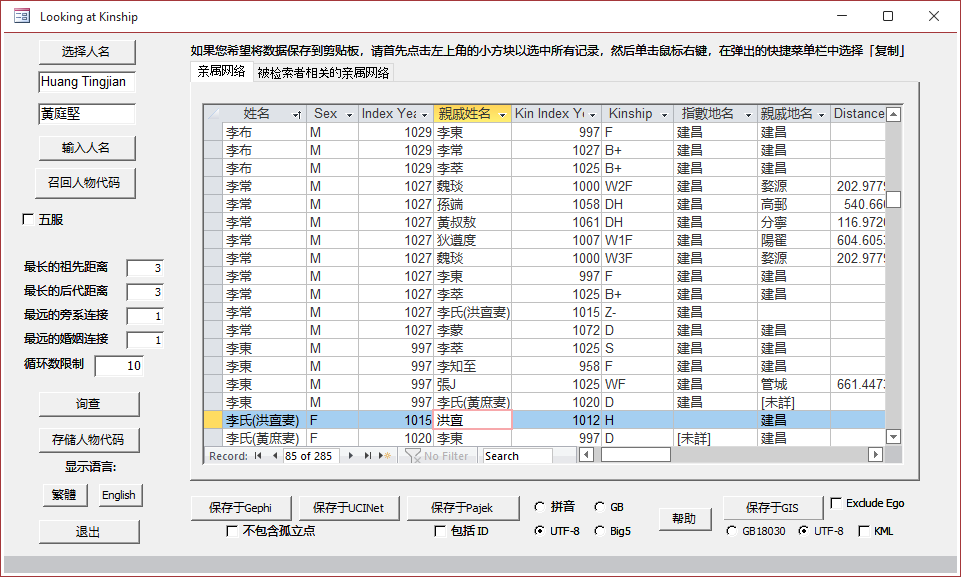 Looking at Kinship
选择人名
Huang Tingjian
黃庭堅
输入人名
召回人物代码
五服
最长的祖先距离 3
最长的后代距离 3
最远的旁系连接 1
最远的婚姻连接 1
循环数限制 10
询查
存储人物代码
显示语言:
繁體 English
退出
如果您希望将数据保存到剪贴板，请首先点击左上角的小方块以选中所有记录，然后单击鼠标右键，在弹出的快捷菜单栏中选择「复制」
亲属网络 被检索者相关的亲属网络
姓名 Sex Index Yea 親戚姓名 Kin Index Ye Kinship 指數地名 親戚地名 Distance
李布 M 1029 李東 997 F 建昌 建昌
李布 M 1029 李常 1027 B+ 建昌 建昌
李布 M 1029 李莘 1025 B+ 建昌 建昌
李常 M 1027 魏琰 1000 W2F 建昌 婺源 202.9779
李常 M 1027 孫端 1058 DH 建昌 高郵 540.666
李常 M 1027 黃叔敖 1061 DH 建昌 分寧 116.9720
李常 M 1027 狄遵度 1007 W1F 建昌 陽翟 604.6053
李常 M 1027 魏琰 1000 W3F 建昌 婺源 202.9779
李常 M 1027 李東 997 F 建昌 建昌
李常 M 1027 李莘 1025 B+ 建昌 建昌
李常 M 1027 李氏(洪亶妻) 1015 Z- 建昌
李常 M 1027 李蒙 1072 D 建昌 建昌
李東 M 997 李莘 1025 S 建昌 建昌
李東 M 997 李知至 958 F 建昌 建昌
李東 M 997 張J 1025 WF 建昌 管城 661.4473
李東 M 997 李氏(黃庶妻) 1020 D 建昌 [未詳]
李氏(洪亶妻) F 1015 洪亶 1012 H 建昌
李氏(黃庶妻) F 1020 李東 997 D [未詳] 建昌
Record: 85 of 285 No Filter Search
保存于Gephi 保存于UCINet 保存于Pajek 拼音 GB 帮助 保存于GIS Exclude Ego
不包含孤立点 包括 ID UTF-8 Big5 GB18030 UTF-8 KML